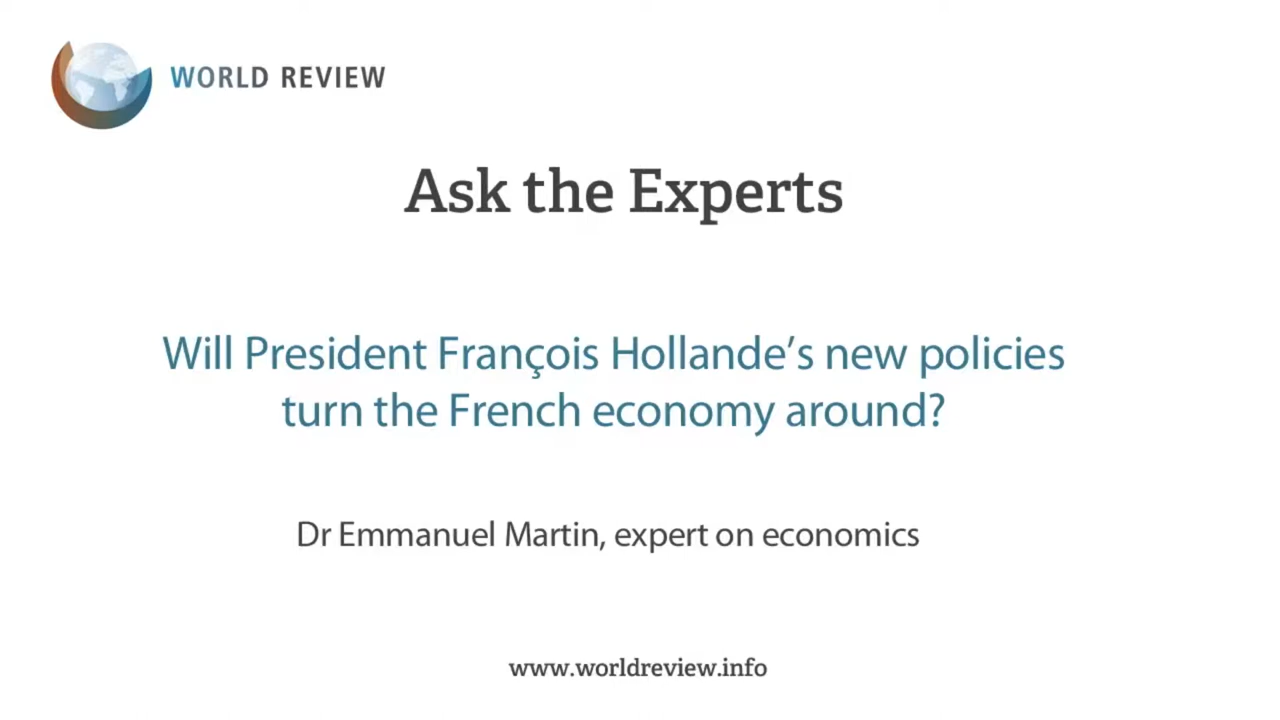 WORLD REVIEW
Ask the Experts
Will President François Hollande’s new policies
turn the French economy around?
Dr Emmanuel Martin, expert on economics
www.worldreview.info